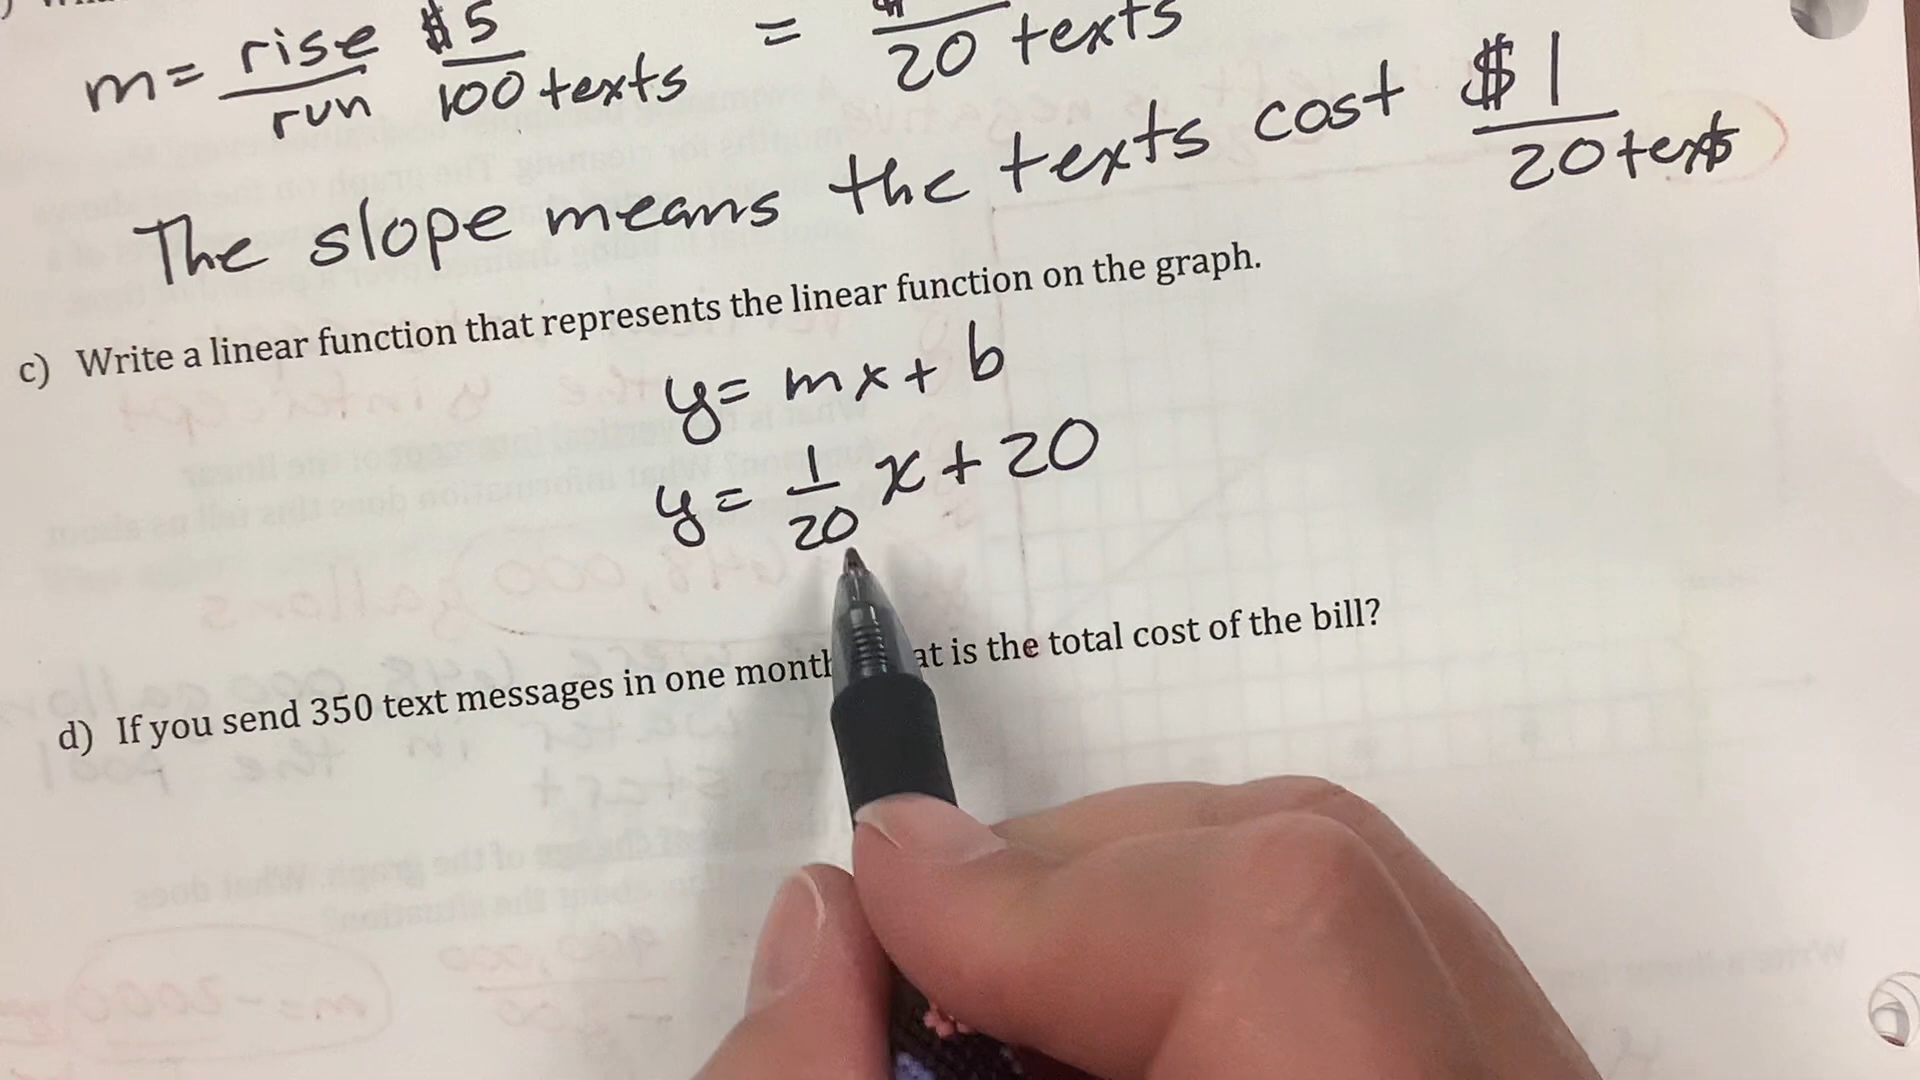 m = rise/run $5/100 texts = 20 texts
The slope means the texts cost $1/20 texts
c) Write a linear function that represents the linear function on the graph.
y = mx + b
y = 1/20 x + 20
d) If you send 350 text messages in one month at is the total cost of the bill?